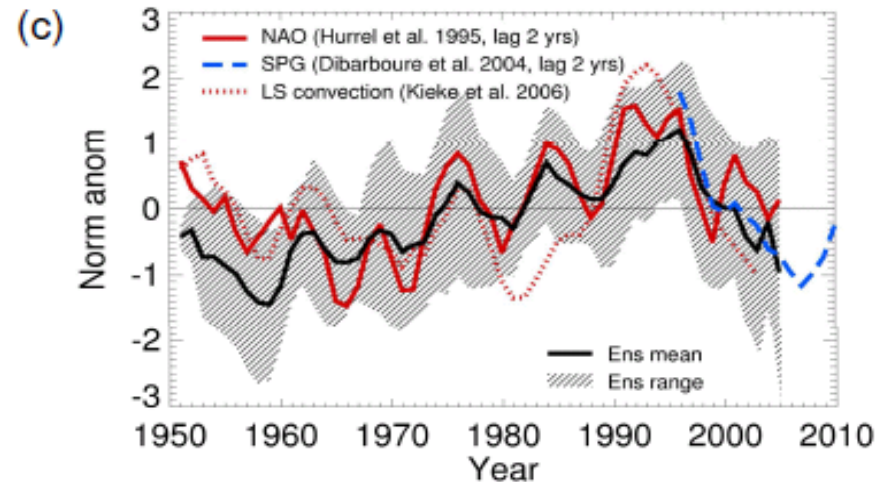 (c)
NAO (Hurrel et al. 1995, lag 2 yrs)
SPG (Dibarboure et al. 2004, lag 2 yrs)
LS convection (Kieke et al. 2006)
3
2
1
0
-1
-2
-3
Norm anom
Ens mean
Ens range
1950 1960 1970 1980 1990 2000 2010
Year